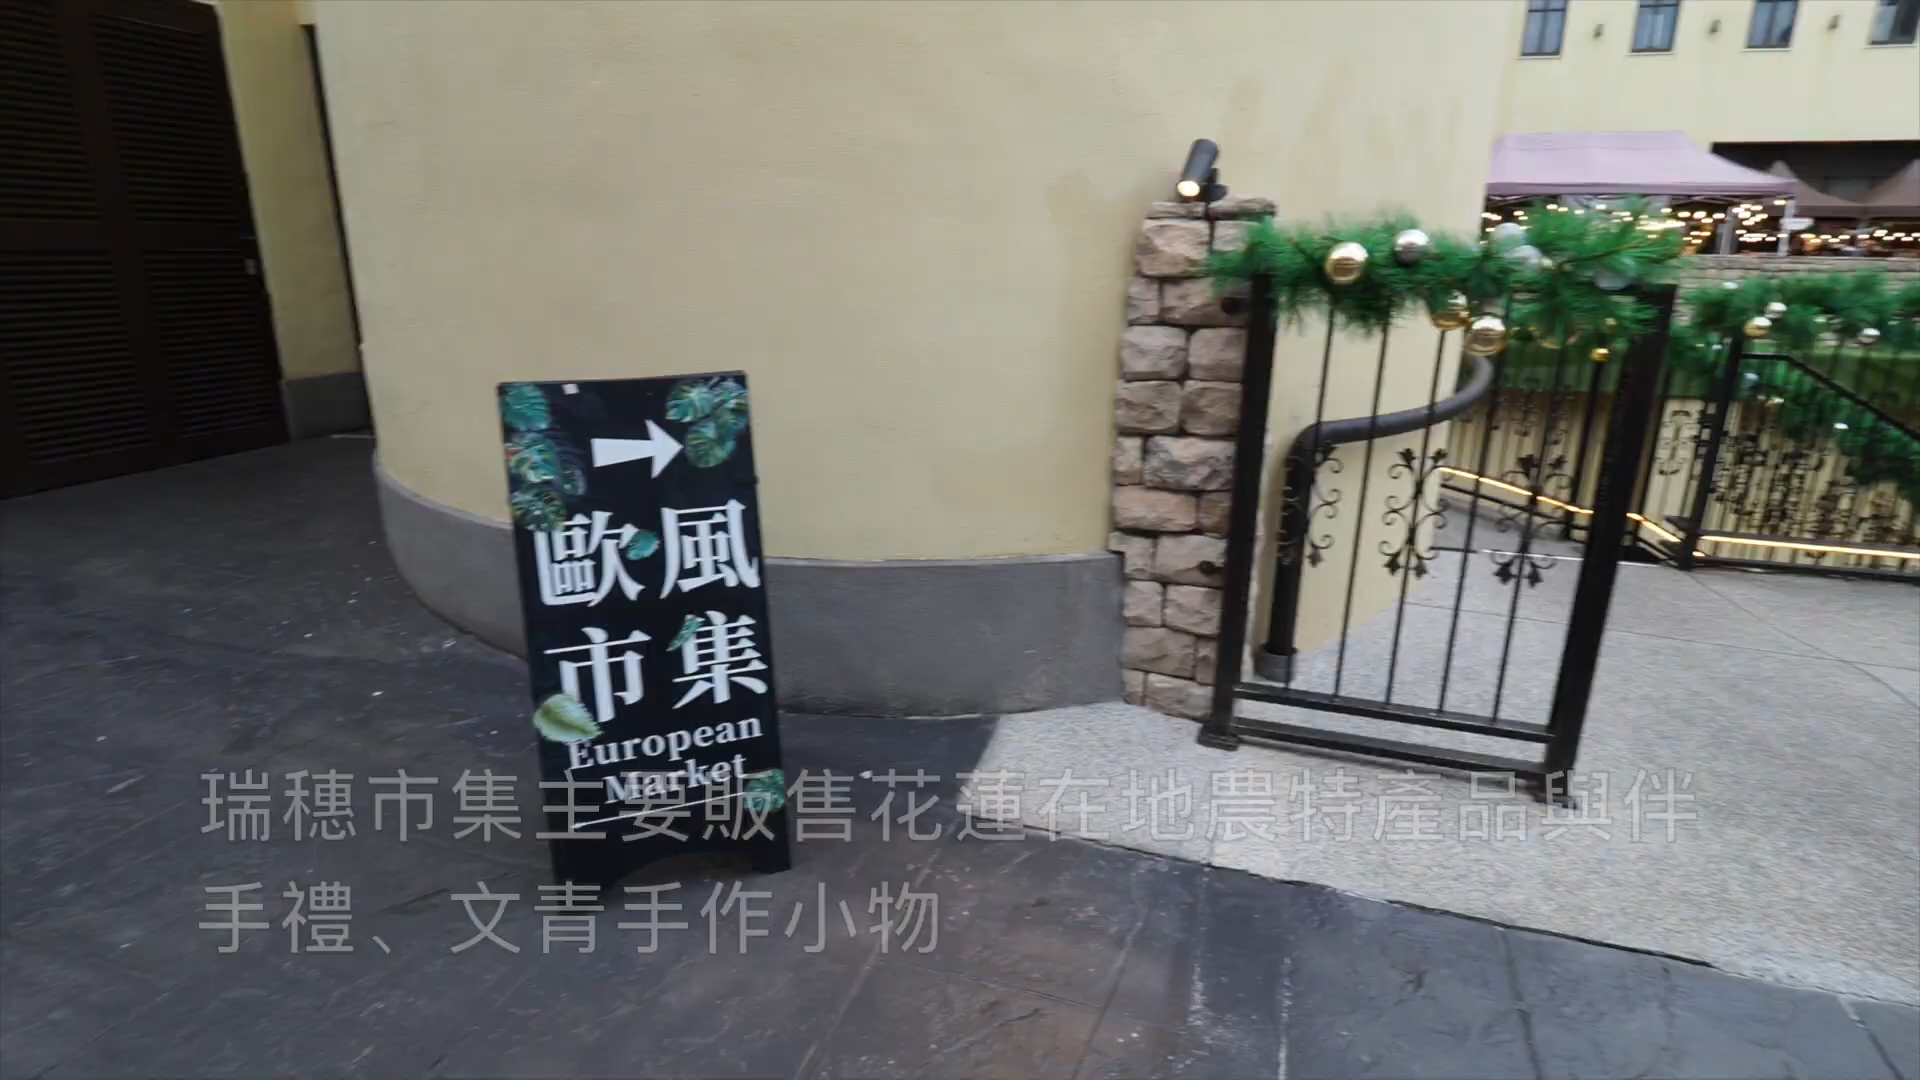 歐風
市集
European
Market
瑞穗市集主要販售花蓮在地農特產品與伴
手禮、文青手作小物